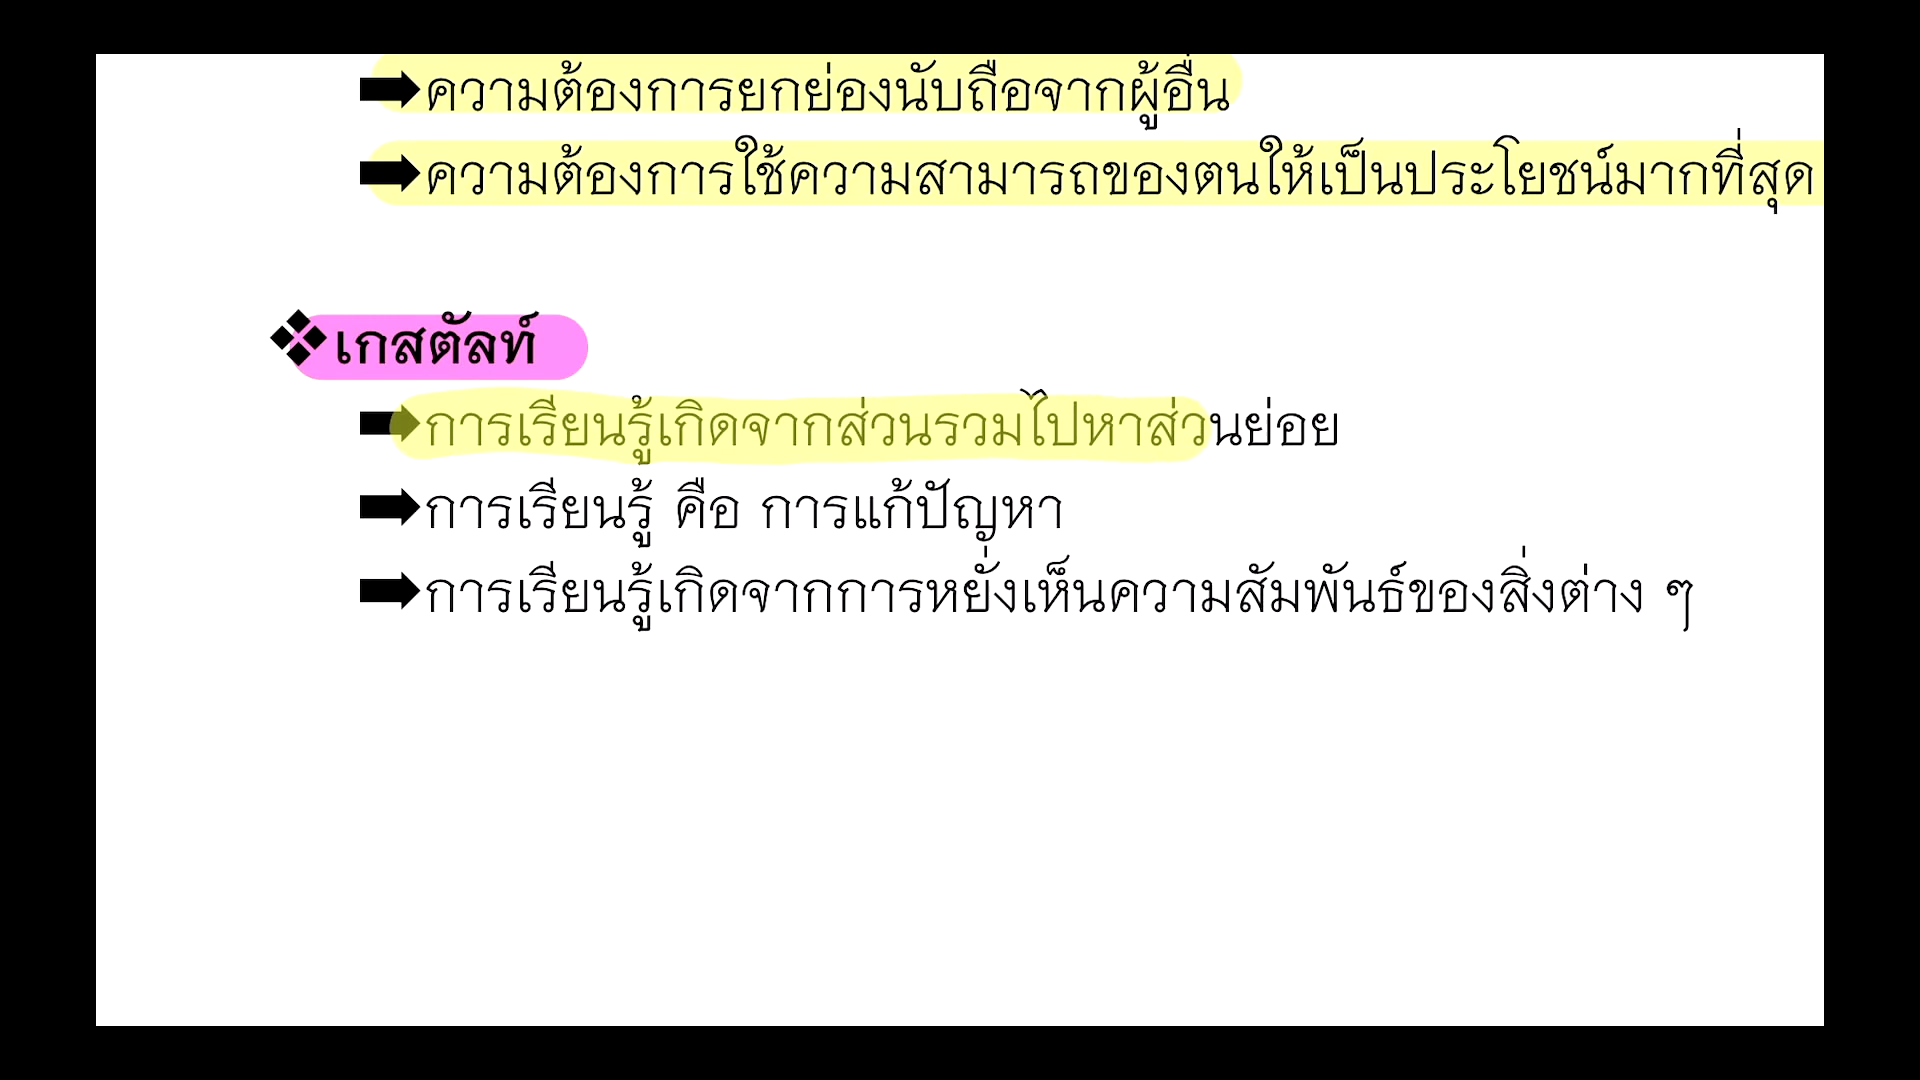 ➡ความต้องการยกย่องนับถือจากผู้อื่น
➡ความต้องการใช้ความสามารถของตนให้เป็นประโยชน์มากที่สุด
❖เกสตัลท์
➡การเรียนรู้เกิดจากส่วนรวมไปหาส่วนย่อย
➡การเรียนรู้ คือ การแก้ปัญหา
➡การเรียนรู้เกิดจากการหยั่งเห็นความสัมพันธ์ของสิ่งต่าง ๆ